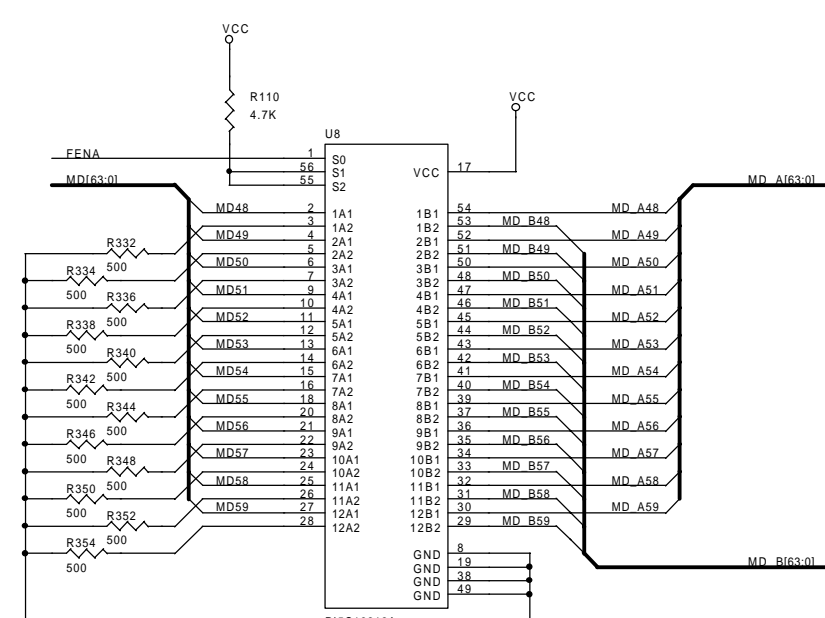 VCC
R110
4.7K
VCC
U8
FENA
1
S0
56
S1
55
S2
VCC
17
MD[63:0]
MD_A[63:0]
MD48
2
1A1
1B1
54
MD_A48
3
1A2
1B2
53
MD_B48
MD49
4
2A1
2B1
52
MD_A49
R332
500
5
2A2
2B2
51
MD_B49
MD50
6
3A1
3B1
50
MD_A50
R334
500
7
3A2
3B2
48
MD_B50
MD51
9
4A1
4B1
47
MD_A51
R336
500
10
4A2
4B2
46
MD_B51
MD52
11
5A1
5B1
45
MD_A52
R338
500
12
5A2
5B2
44
MD_B52
MD53
13
6A1
6B1
43
MD_A53
R340
500
14
6A2
6B2
42
MD_B53
MD54
15
7A1
7B1
41
MD_A54
R342
500
16
7A2
7B2
40
MD_B54
MD55
18
8A1
8B1
39
MD_A55
R344
500
20
8A2
8B2
37
MD_B55
MD56
21
9A1
9B1
36
MD_A56
R346
500
22
9A2
9B2
35
MD_B56
MD57
23
10A1
10B1
34
MD_A57
R348
500
24
10A2
10B2
33
MD_B57
MD58
25
11A1
11B1
32
MD_A58
R350
500
26
11A2
11B2
31
MD_B58
MD59
27
12A1
12B1
30
MD_A59
R352
500
28
12A2
12B2
29
MD_B59
R354
500
GND
8
GND
19
GND
38
GND
49
MD_B[63:0]